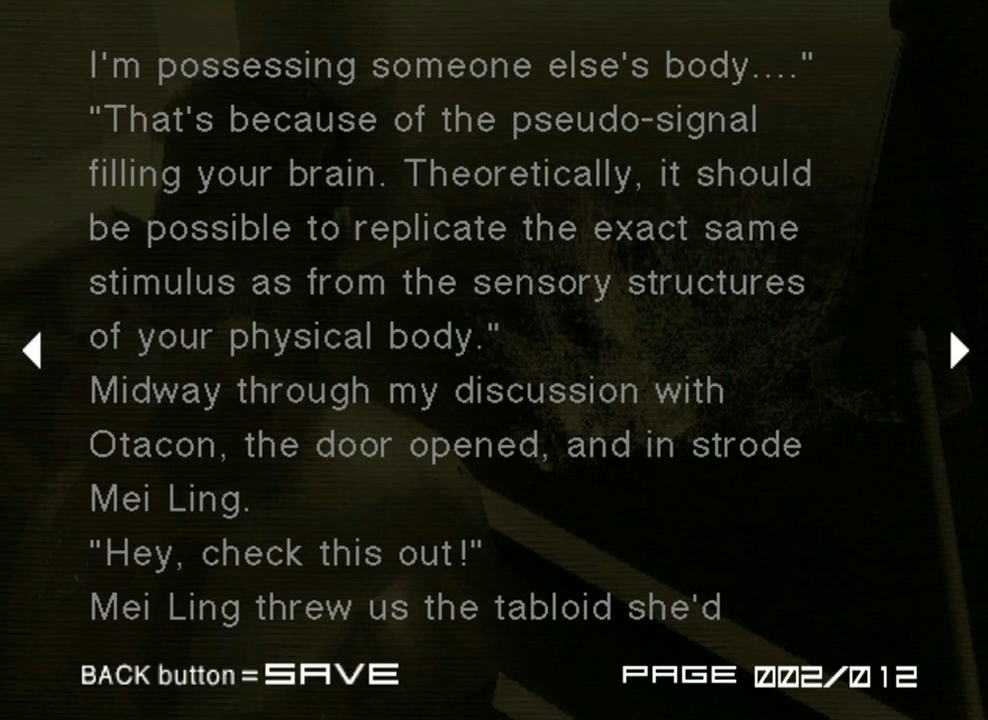 I'm possessing someone else's body...."
"That's because of the pseudo-signal
filling your brain. Theoretically, it should
be possible to replicate the exact same
stimulus as from the sensory structures
of your physical body."
Midway through my discussion with
Otacon, the door opened, and in strode
Mei Ling.
"Hey, check this out!"
Mei Ling threw us the tabloid she'd
BACK button=SAVE PAGE 002/012